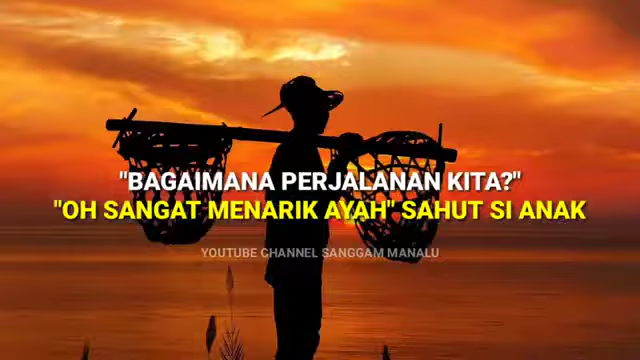 "BAGAIMANA PERJALANAN KITA?"
"OH SANGAT MENARIK AYAH" SAHUT SI ANAK
YOUTUBE CHANNEL SANGGAM MANALU